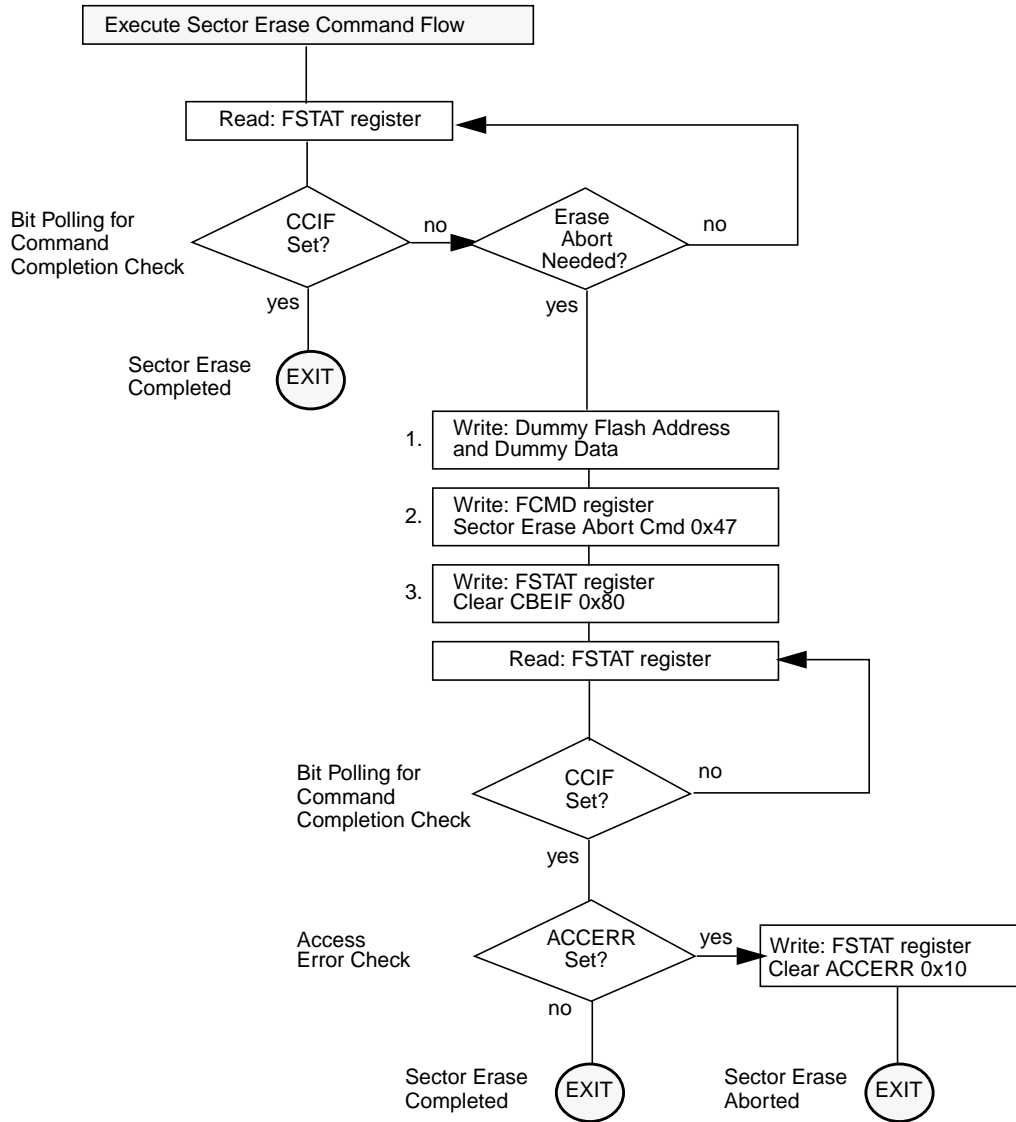 Execute Sector Erase Command Flow
Read: FSTAT register
Bit Polling for
Command
Completion Check
CCIF
Set?
no
Erase
Abort
Needed?
no
yes
yes
Sector Erase
Completed
EXIT
1.
Write: Dummy Flash Address
and Dummy Data
2.
Write: FCMD register
Sector Erase Abort Cmd 0x47
3.
Write: FSTAT register
Clear CBEIF 0x80
Read: FSTAT register
Bit Polling for
Command
Completion Check
CCIF
Set?
no
yes
Access
Error Check
ACCERR
Set?
yes
Write: FSTAT register
Clear ACCERR 0x10
no
Sector Erase
Completed
EXIT
Sector Erase
Aborted
EXIT